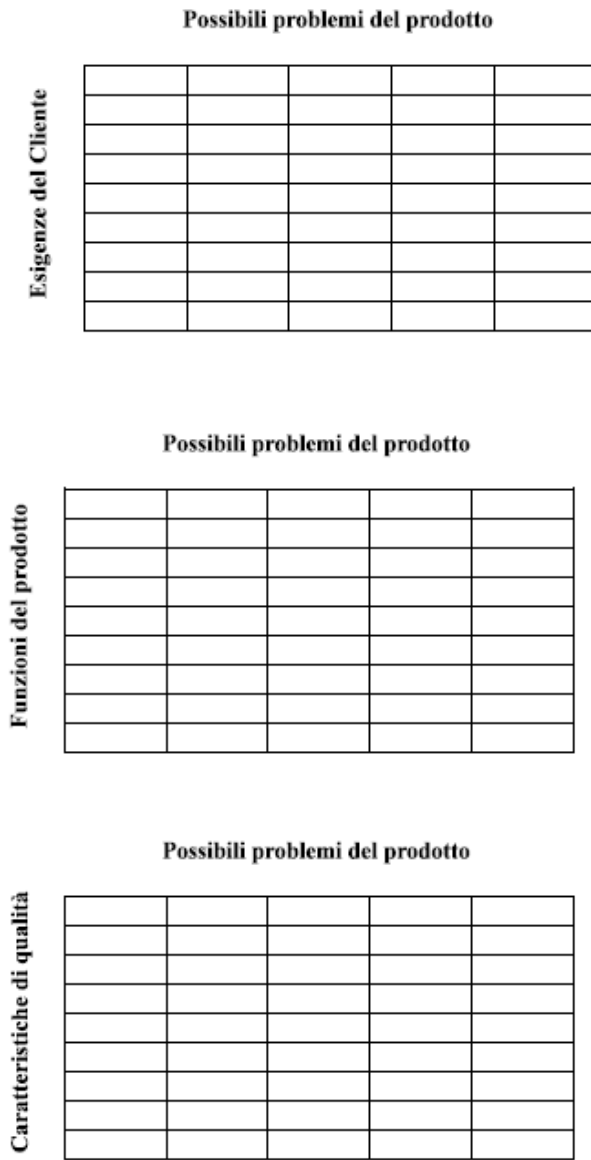 Possibili problemi del prodotto
Esigenze del Cliente
Possibili problemi del prodotto
Funzioni del prodotto
Possibili problemi del prodotto
Caratteristiche di qualità